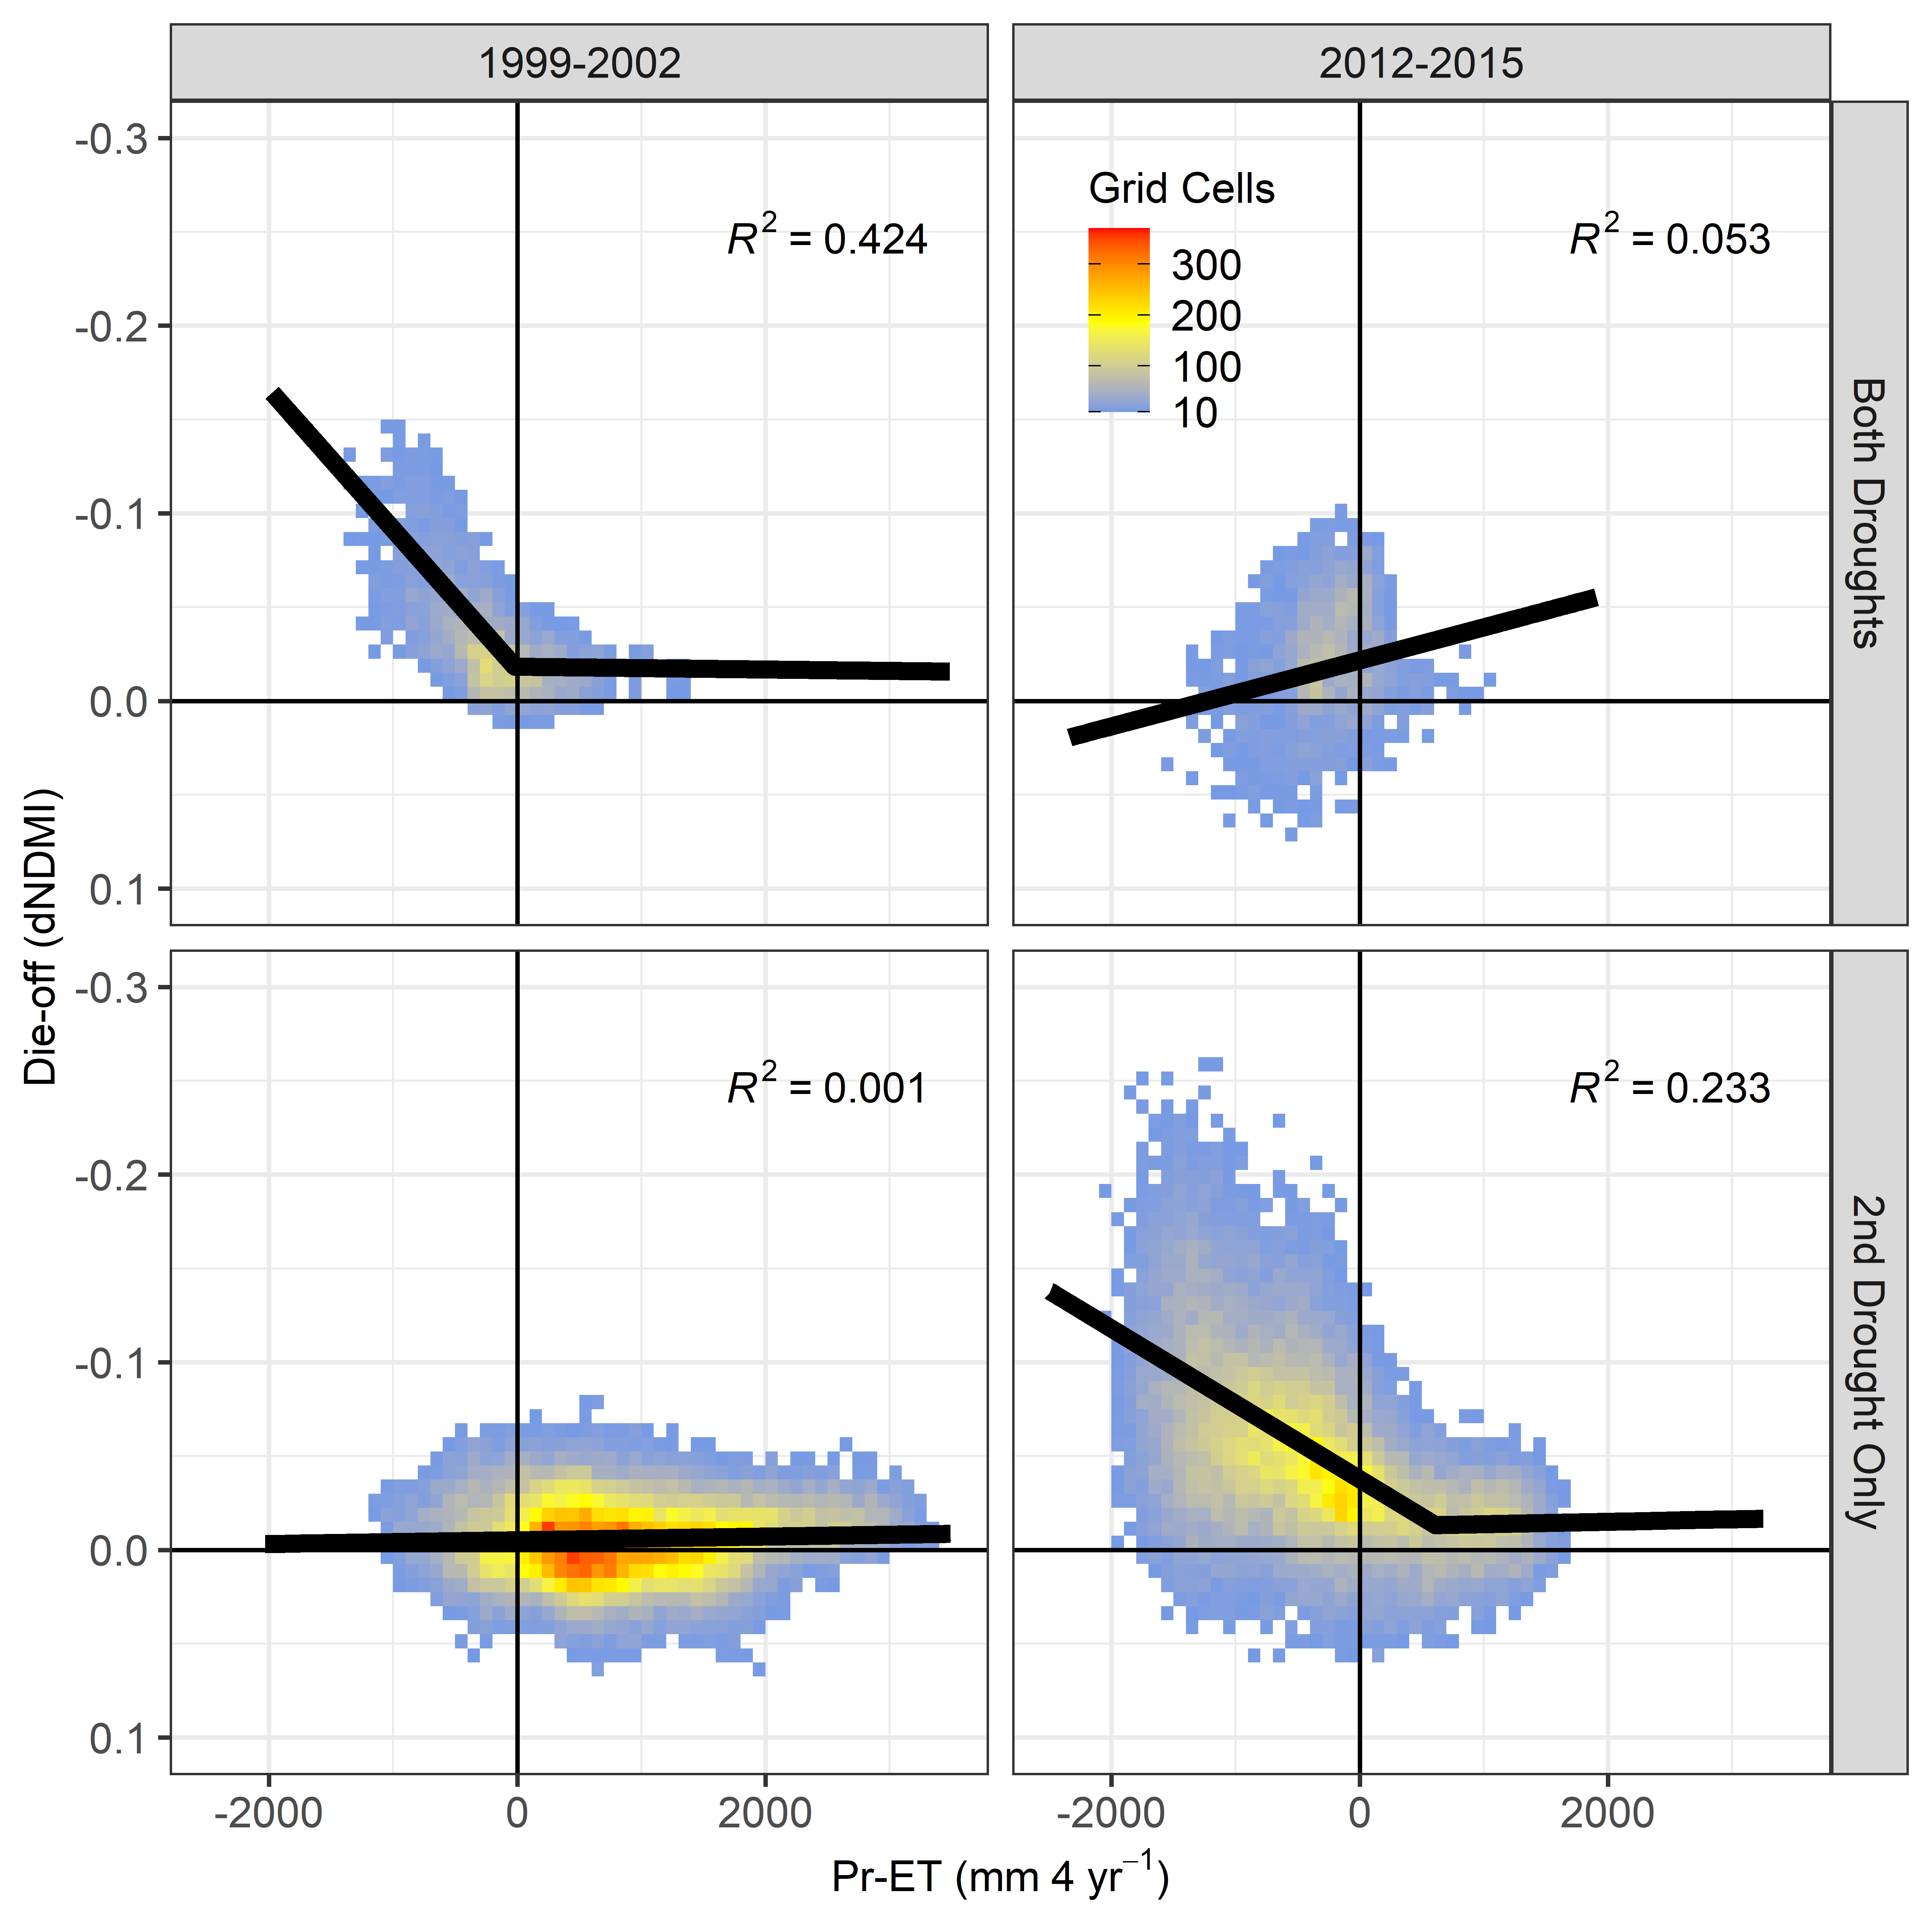 1999-2002
2012-2015
Both Droughts
2nd Drought Only
Die-off (dNDMI)
-0.3
-0.2
-0.1
0.0
0.1
R² = 0.424
Grid Cells
300
200
100
10
R² = 0.053
-0.3
-0.2
-0.1
0.0
0.1
R² = 0.001
R² = 0.233
-2000 0 2000
-2000 0 2000
Pr-ET (mm 4 yr⁻¹)